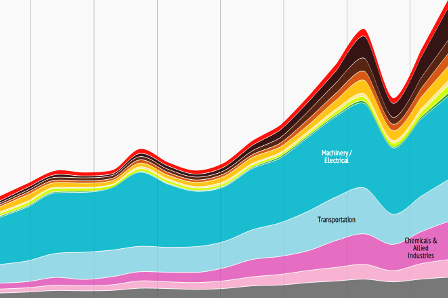 Machinery /
Electrical
Transportation
Chemicals &
Allied
Industries